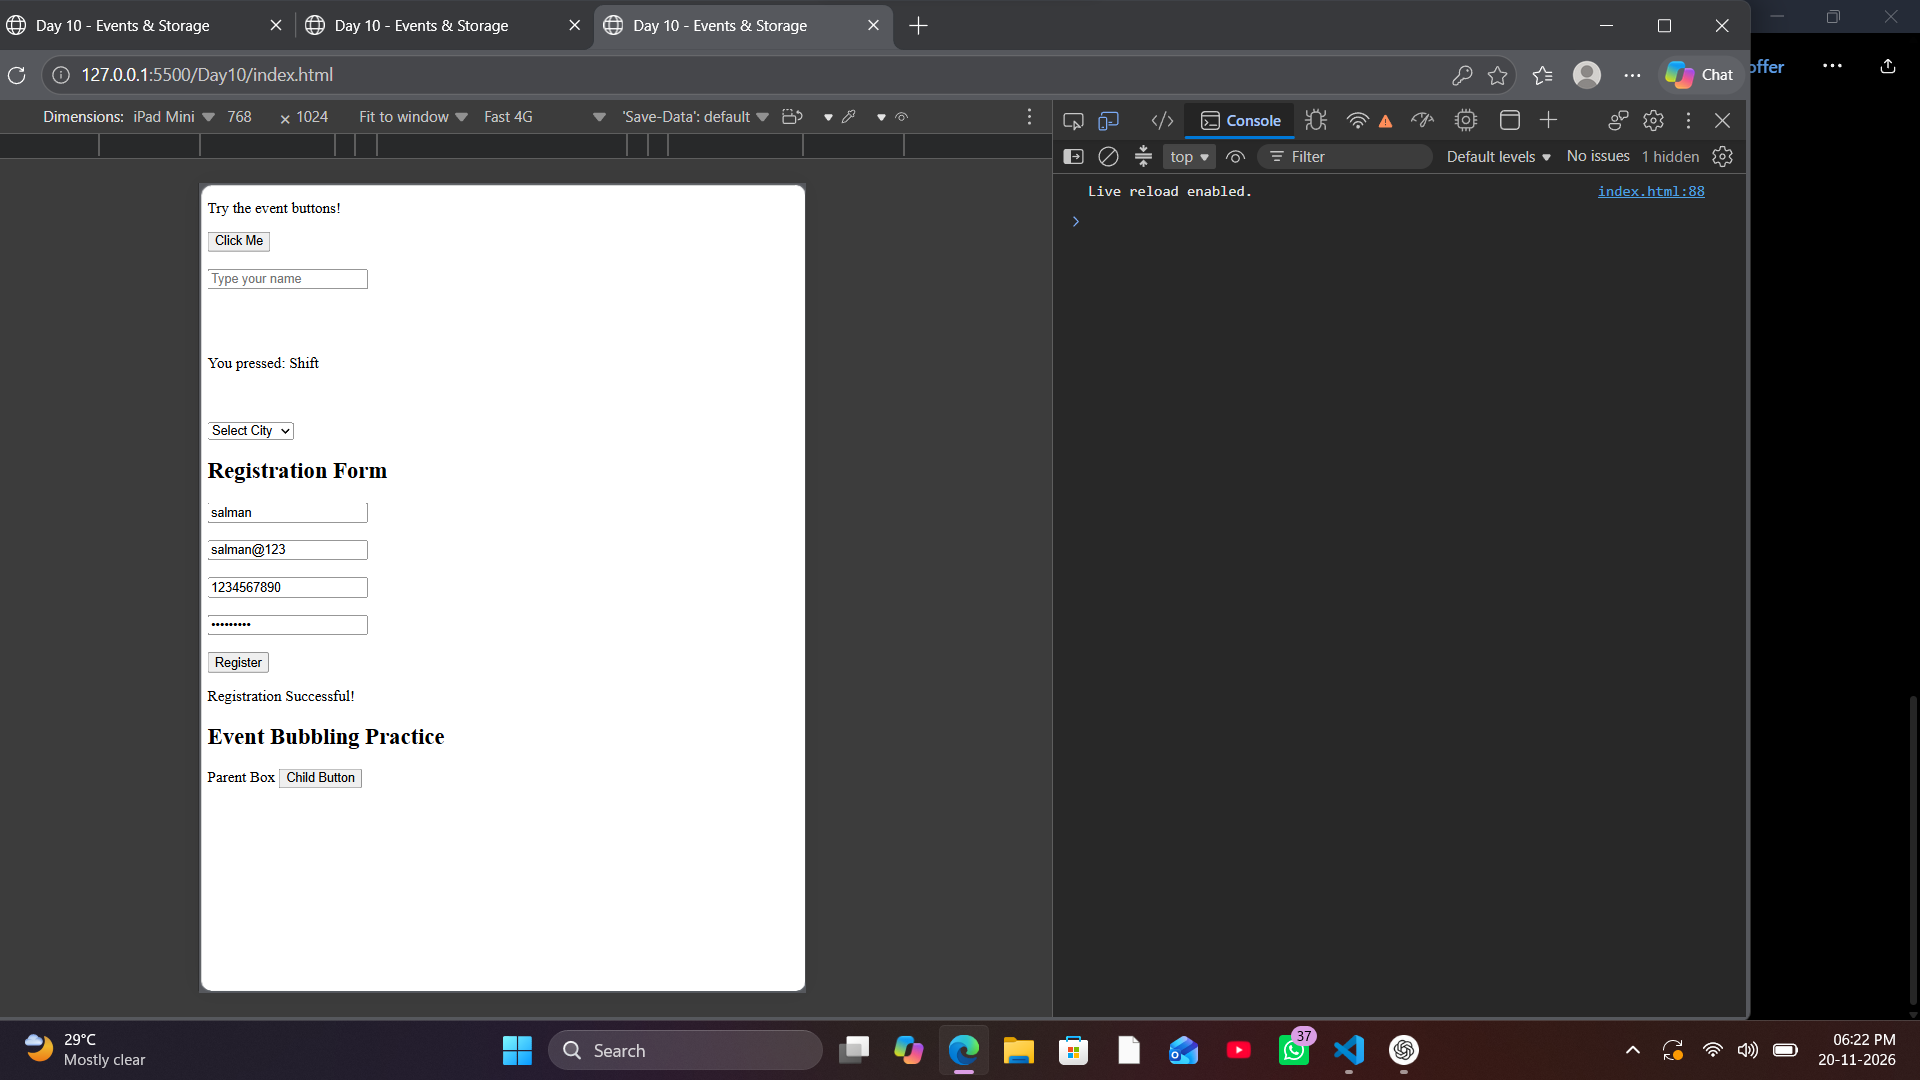 Day 10 - Events & Storage
Day 10 - Events & Storage
Day 10 - Events & Storage
127.0.0.1:5500/Day10/index.html
Chat
offer
Dimensions: iPad Mini 768 × 1024 Fit to window Fast 4G 'Save-Data': default
Console
top Filter Default levels No issues 1 hidden
Live reload enabled. index.html:88
Try the event buttons!
Click Me
Type your name
You pressed: Shift
Select City
Registration Form
salman
salman@123
1234567890
•••••••••
Register
Registration Successful!
Event Bubbling Practice
Parent Box Child Button
29°C
Mostly clear
Search
37
06:22 PM
20-11-2026